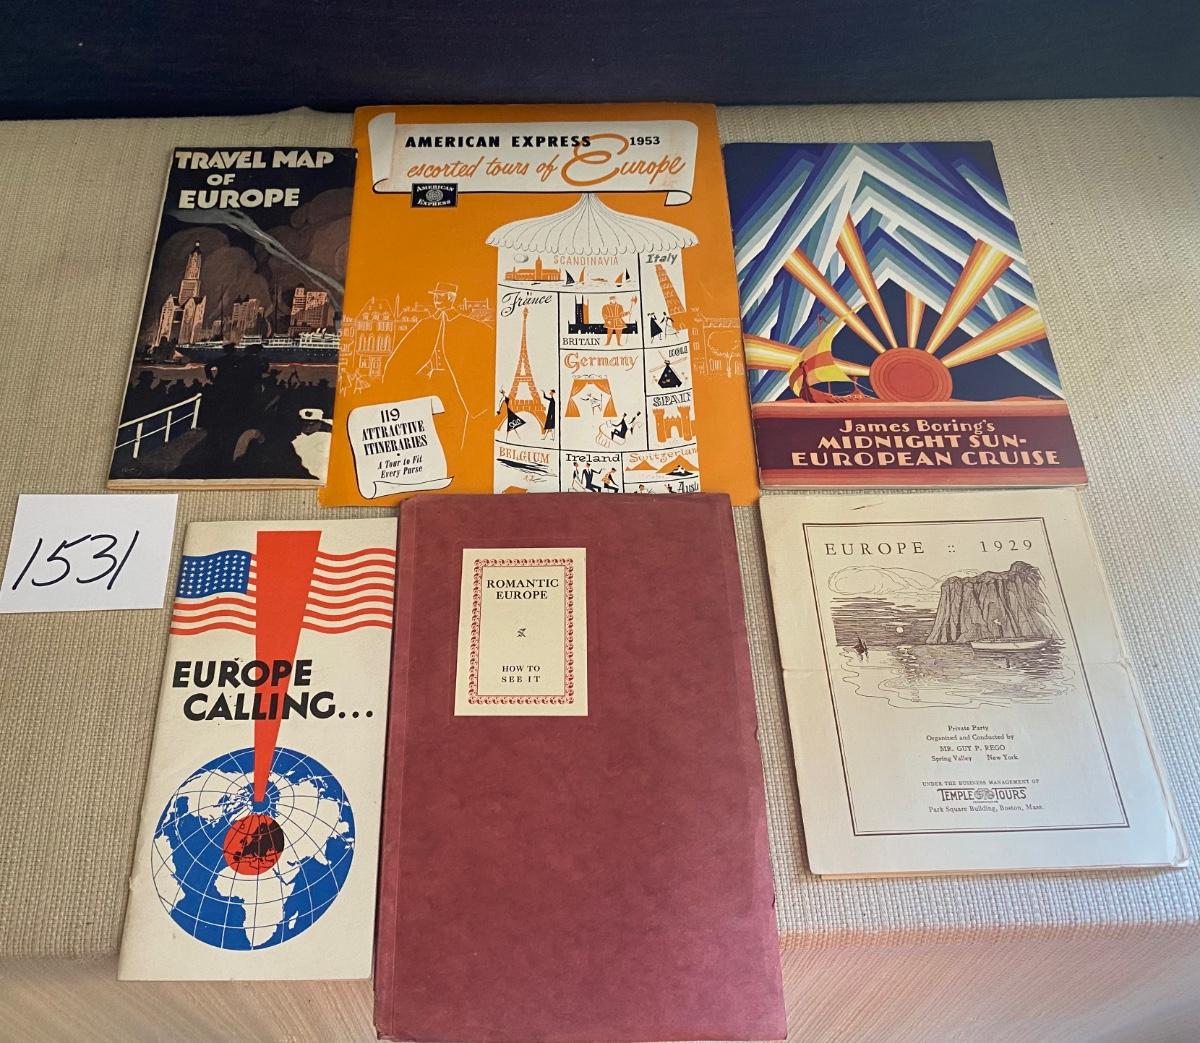 TRAVEL MAP
OF
EUROPE
AMERICAN EXPRESS 1953
escorted tours of Europe
AMERICAN
EXPRESS
SCANDINAVIA
Italy
France
BRITAIN
Germany
SPAIN
BELGIUM
Ireland
119
ATTRACTIVE
ITINERARIES
A Tour to Fit
Every Purse
James Boring's
MIDNIGHT SUN-
EUROPEAN CRUISE
1531
EUROPE
CALLING...
ROMANTIC
EUROPE
HOW TO
SEE IT
EUROPE :: 1929
Private Party
Organized and Conducted by
MR. GUY P. REGO
Spring Valley New York
UNDER THE BUSINESS MANAGEMENT OF
TEMPLE TOURS
Park Square Building, Boston, Mass.